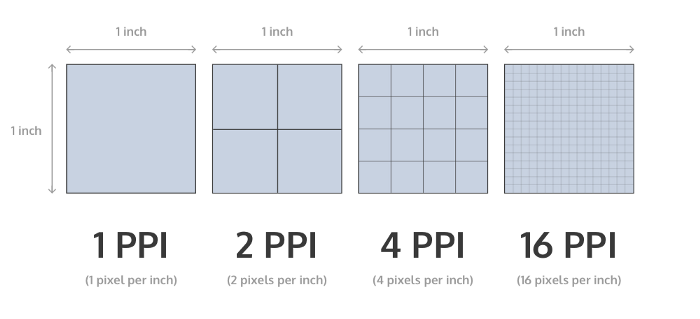 1 inch 1 inch 1 inch 1 inch
1 inch
1 PPI 2 PPI 4 PPI 16 PPI
(1 pixel per inch) (2 pixels per inch) (4 pixels per inch) (16 pixels per inch)